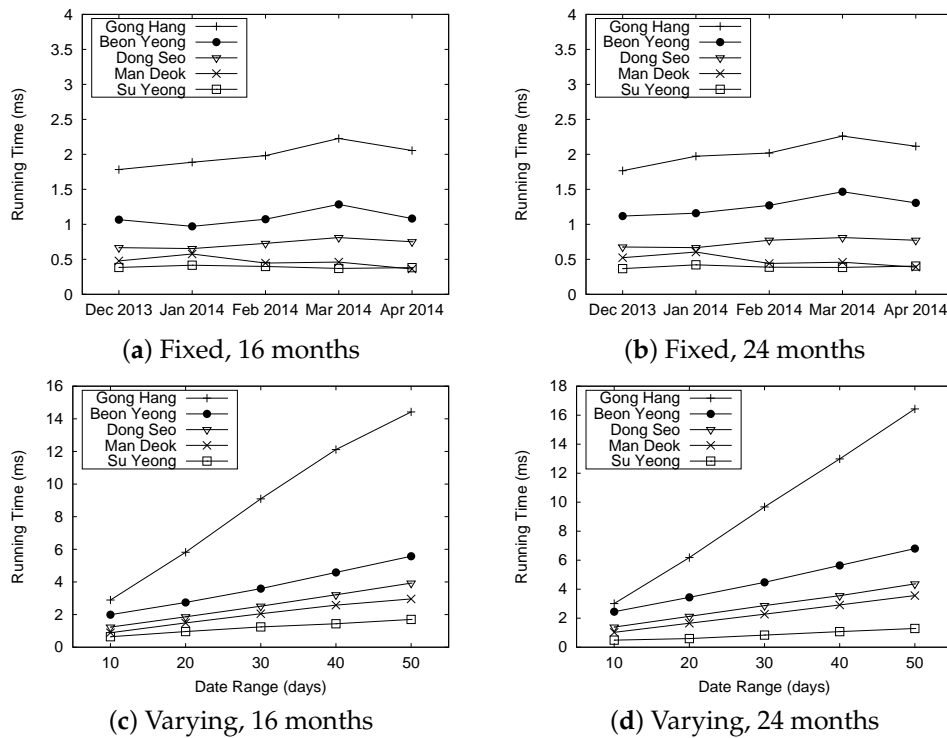 Gong Hang
Beon Yeong
Dong Seo
Man Deok
Su Yeong
4
3.5
3
2.5
2
1.5
1
0.5
0
Running Time (ms)
Dec 2013 Jan 2014 Feb 2014 Mar 2014 Apr 2014
(a) Fixed, 16 months
Gong Hang
Beon Yeong
Dong Seo
Man Deok
Su Yeong
4
3.5
3
2.5
2
1.5
1
0.5
0
Running Time (ms)
Dec 2013 Jan 2014 Feb 2014 Mar 2014 Apr 2014
(b) Fixed, 24 months
Gong Hang
Beon Yeong
Dong Seo
Man Deok
Su Yeong
16
14
12
10
8
6
4
2
0
Running Time (ms)
10 20 30 40 50
Date Range (days)
(c) Varying, 16 months
Gong Hang
Beon Yeong
Dong Seo
Man Deok
Su Yeong
18
16
14
12
10
8
6
4
2
0
Running Time (ms)
10 20 30 40 50
Date Range (days)
(d) Varying, 24 months